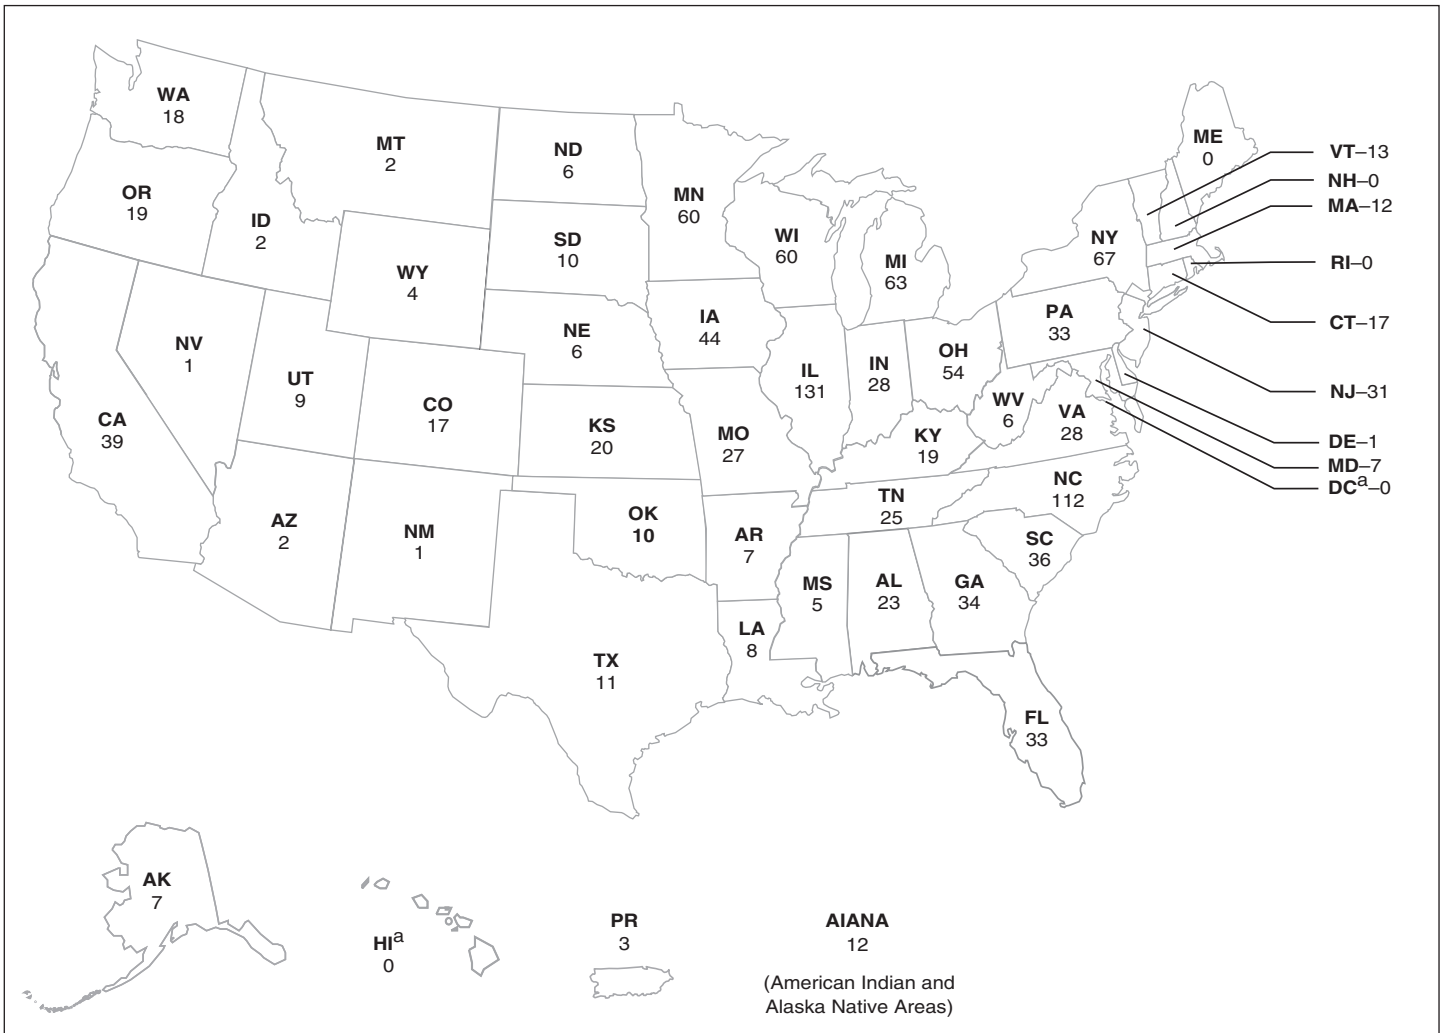 WA
18
MT
2
ND
6
MN
60
OR
19
ID
2
WY
4
SD
10
WI
60
MI
63
NY
67
ME
0
VT–13
NH–0
MA–12
RI–0
CT–17
NJ–31
DE–1
MD–7
DCa–0
NV
1
UT
9
CO
17
NE
6
IA
44
IL
131
IN
28
OH
54
PA
33
CA
39
KS
20
MO
27
KY
19
WV
6
VA
28
AZ
2
NM
1
OK
10
AR
7
TN
25
NC
112
SC
36
MS
5
AL
23
GA
34
LA
8
TX
11
FL
33
AK
7
HIa
0
PR
3
AIANA
12
(American Indian and
Alaska Native Areas)